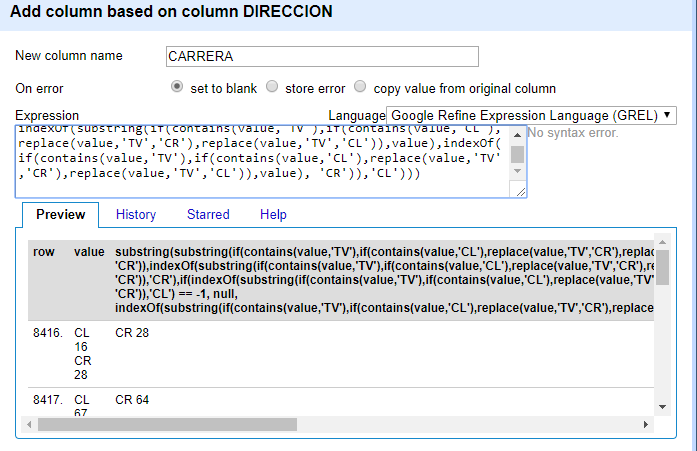 Add column based on column DIRECCION
New column name
CARRERA
On error
set to blank
store error
copy value from original column
Expression
Language
Google Refine Expression Language (GREL)
indexOf(substring(if(contains(value,'TV'),if(contains(value,'CL'),
replace(value,'TV','CR'),replace(value,'TV','CL')),value),indexOf(
if(contains(value,'TV'),if(contains(value,'CL'),replace(value,'TV'
,'CR'),replace(value,'TV','CL')),value), 'CR')),'CL')))
No syntax error.
Preview
History
Starred
Help
row
value
substring(substring(if(contains(value,'TV'),if(contains(value,'CL'),replace(value,'TV','CR'),replac
'CR')),indexOf(substring(if(contains(value,'TV'),if(contains(value,'CL'),replace(value,'TV','CR'),re
'CR')),'CR'),if(indexOf(substring(if(contains(value,'TV'),if(contains(value,'CL'),replace(value,'TV'
'CR')),'CL') == -1, null,
indexOf(substring(if(contains(value,'TV'),if(contains(value,'CL'),replace(value,'TV','CR'),replace
8416.
CL
16
CR
28
CR 28
8417.
CL
67
CR 64